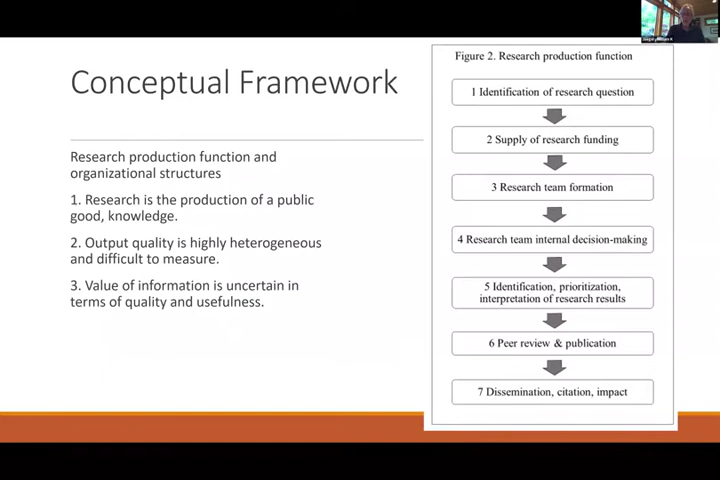 Conceptual Framework
Research production function and
organizational structures
1. Research is the production of a public
good, knowledge.
2. Output quality is highly heterogeneous
and difficult to measure.
3. Value of information is uncertain in
terms of quality and usefulness.
Figure 2. Research production function
1 Identification of research question
2 Supply of research funding
3 Research team formation
4 Research team internal decision-making
5 Identification, prioritization,
interpretation of research results
6 Peer review & publication
7 Dissemination, citation, impact